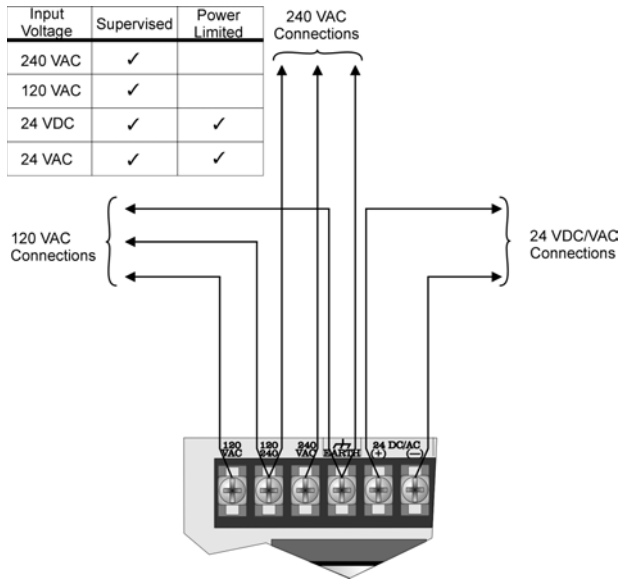 Input Voltage Supervised Power Limited
240 VAC ✓
120 VAC ✓
24 VDC ✓ ✓
24 VAC ✓ ✓
240 VAC
Connections
120 VAC
Connections
24 VDC/VAC
Connections
120 VAC
120 240
240 VAC
EARTH
24 DC/AC
(+) (—)